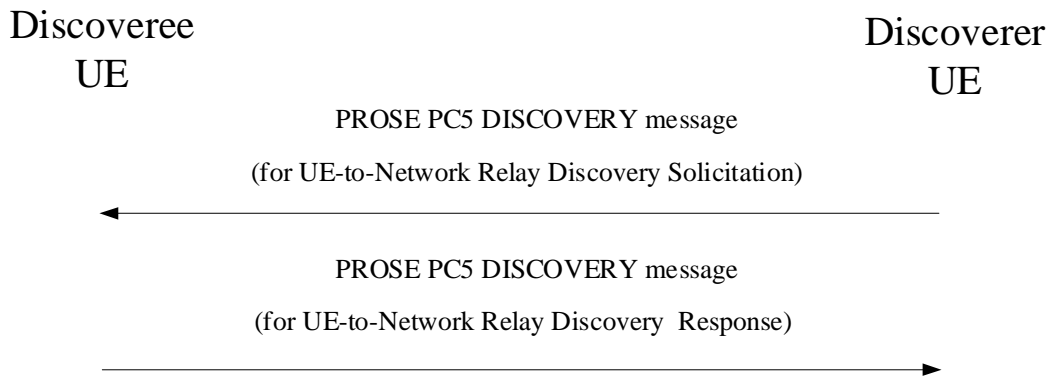 Discoveree
UE
Discoverer
UE
PROSE PC5 DISCOVERY message
(for UE-to-Network Relay Discovery Solicitation)
PROSE PC5 DISCOVERY message
(for UE-to-Network Relay Discovery Response)